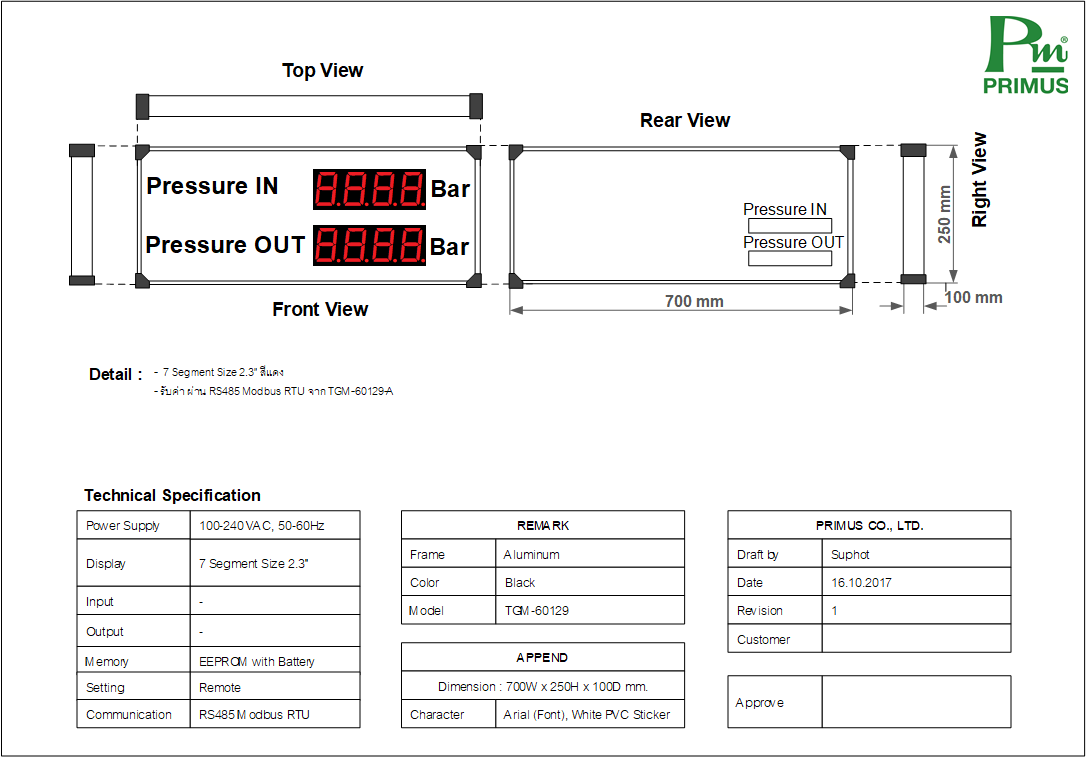 Pm®
PRIMUS
Top View
Rear View
Right View
Pressure IN 8.8.8.8. Bar
Pressure OUT 8.8.8.8. Bar
Front View
Pressure IN
Pressure OUT
250 mm
700 mm
100 mm
Detail : - 7 Segment Size 2.3" สีแดง
- รับค่า ผ่าน RS485 Modbus RTU จาก TGM-60129-A
Technical Specification
Power Supply 100-240 VAC, 50-60Hz
Display 7 Segment Size 2.3"
Input -
Output -
Memory EEPROM with Battery
Setting Remote
Communication RS485 Modbus RTU
REMARK
Frame Aluminum
Color Black
Model TGM-60129
APPEND
Dimension : 700W x 250H x 100D mm.
Character Arial (Font), White PVC Sticker
PRIMUS CO., LTD.
Draft by Suphot
Date 16.10.2017
Revision 1
Customer
Approve